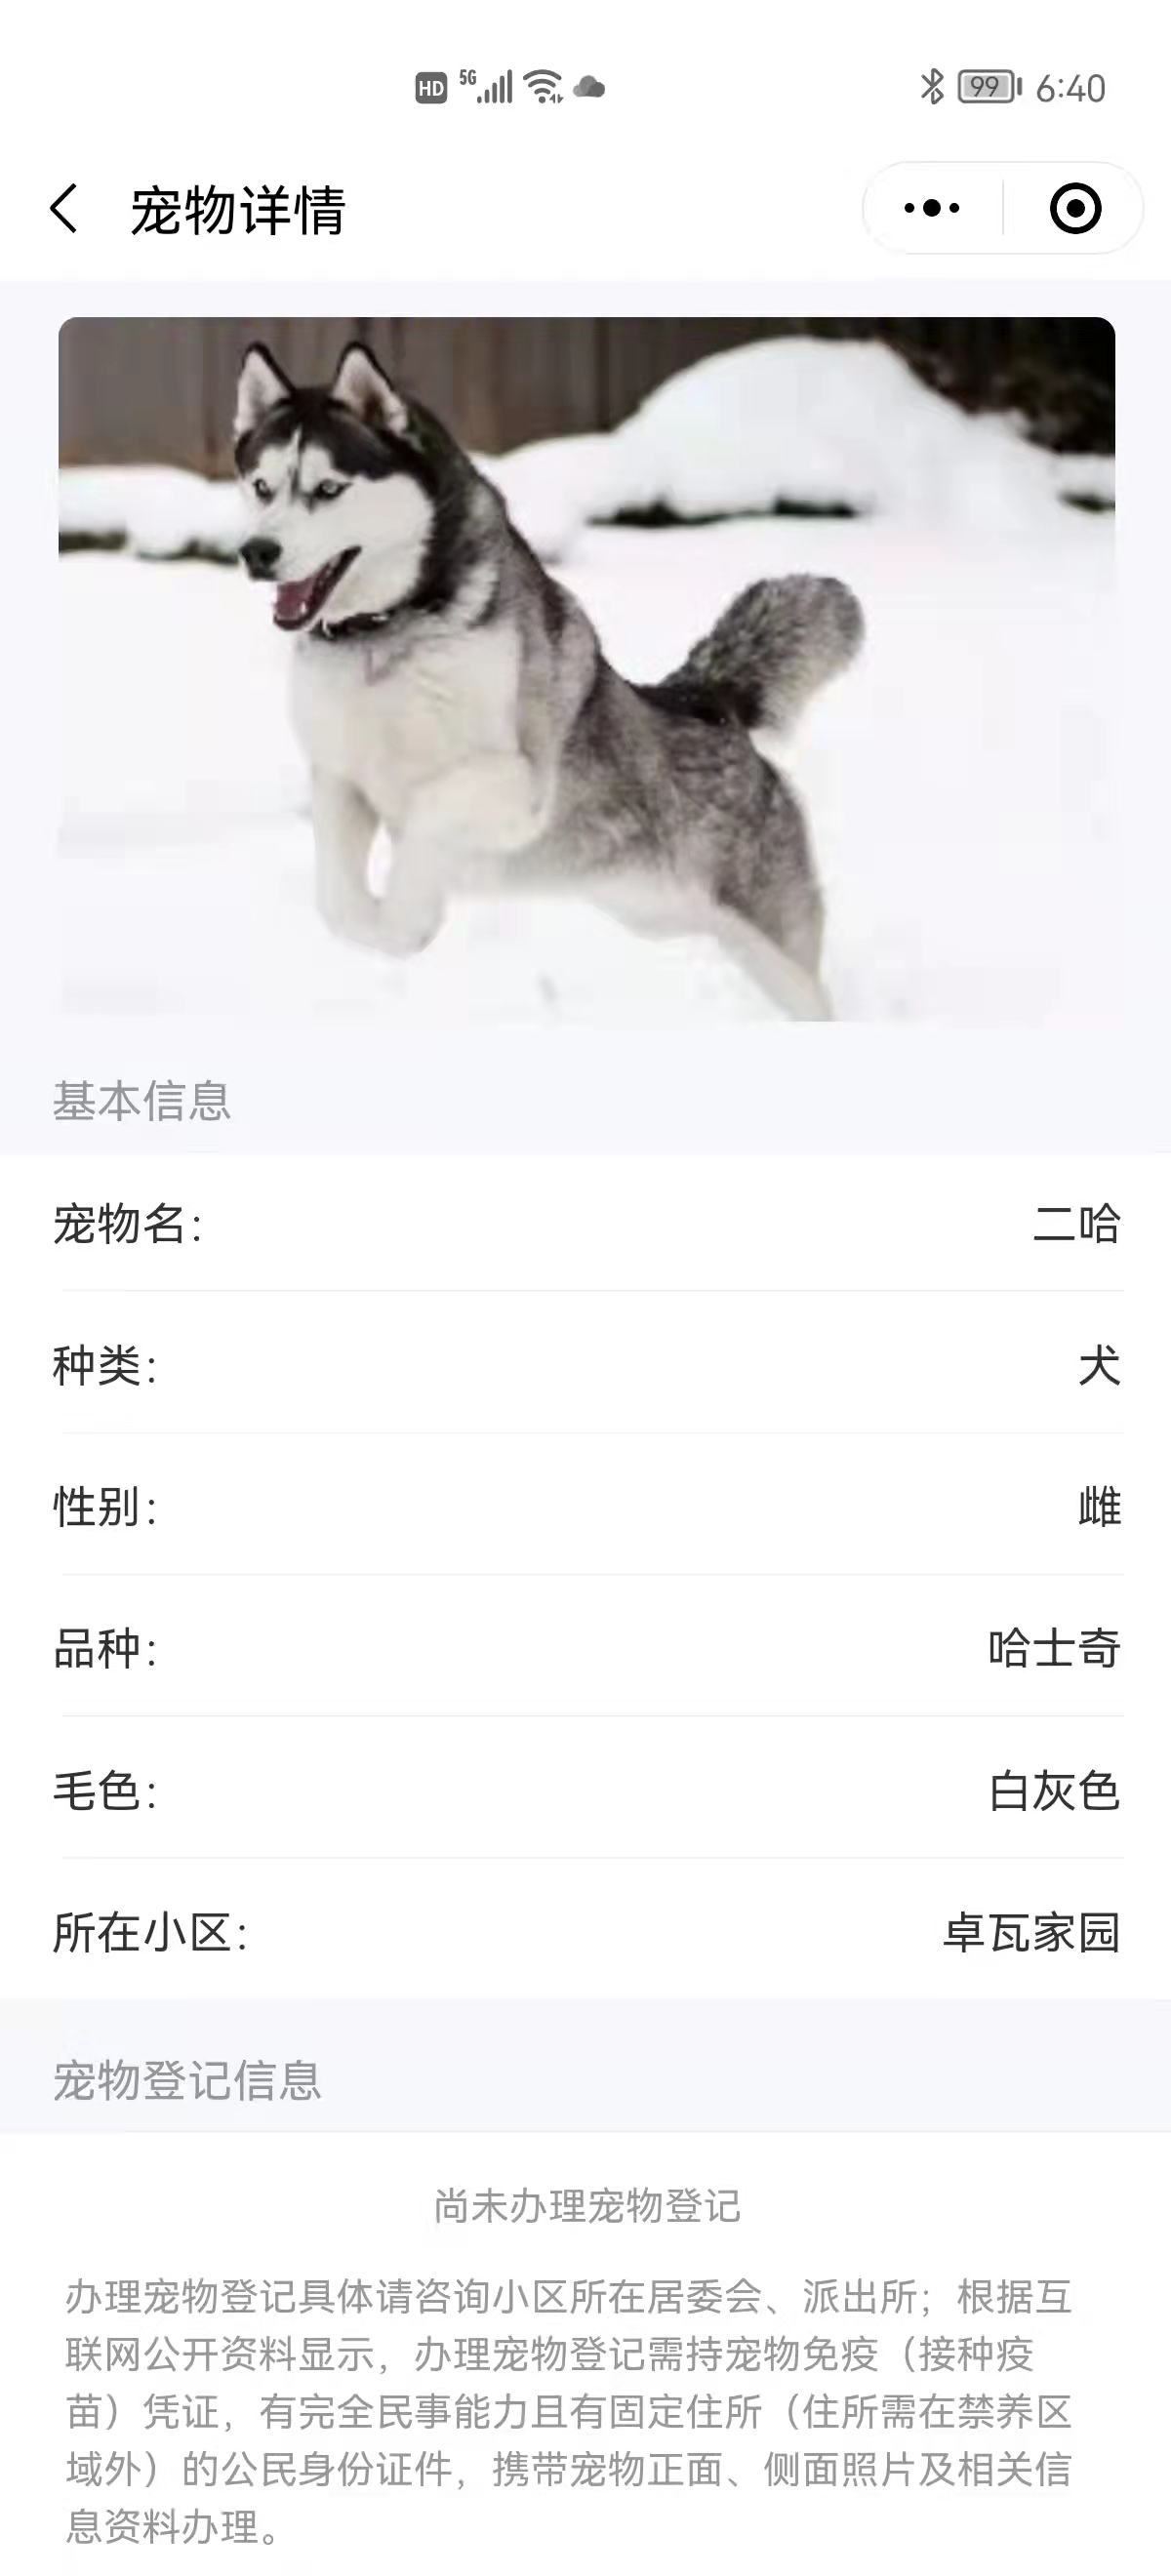 HD 5G 99 6:40
宠物详情
基本信息
宠物名： 二哈
种类： 犬
性别： 雌
品种： 哈士奇
毛色： 白灰色
所在小区： 卓瓦家园
宠物登记信息
尚未办理宠物登记
办理宠物登记具体请咨询小区所在居委会、派出所；根据互
联网公开资料显示，办理宠物登记需持宠物免疫（接种疫
苗）凭证，有完全民事能力且有固定住所（住所需在禁养区
域外）的公民身份证件，携带宠物正面、侧面照片及相关信
息资料办理。